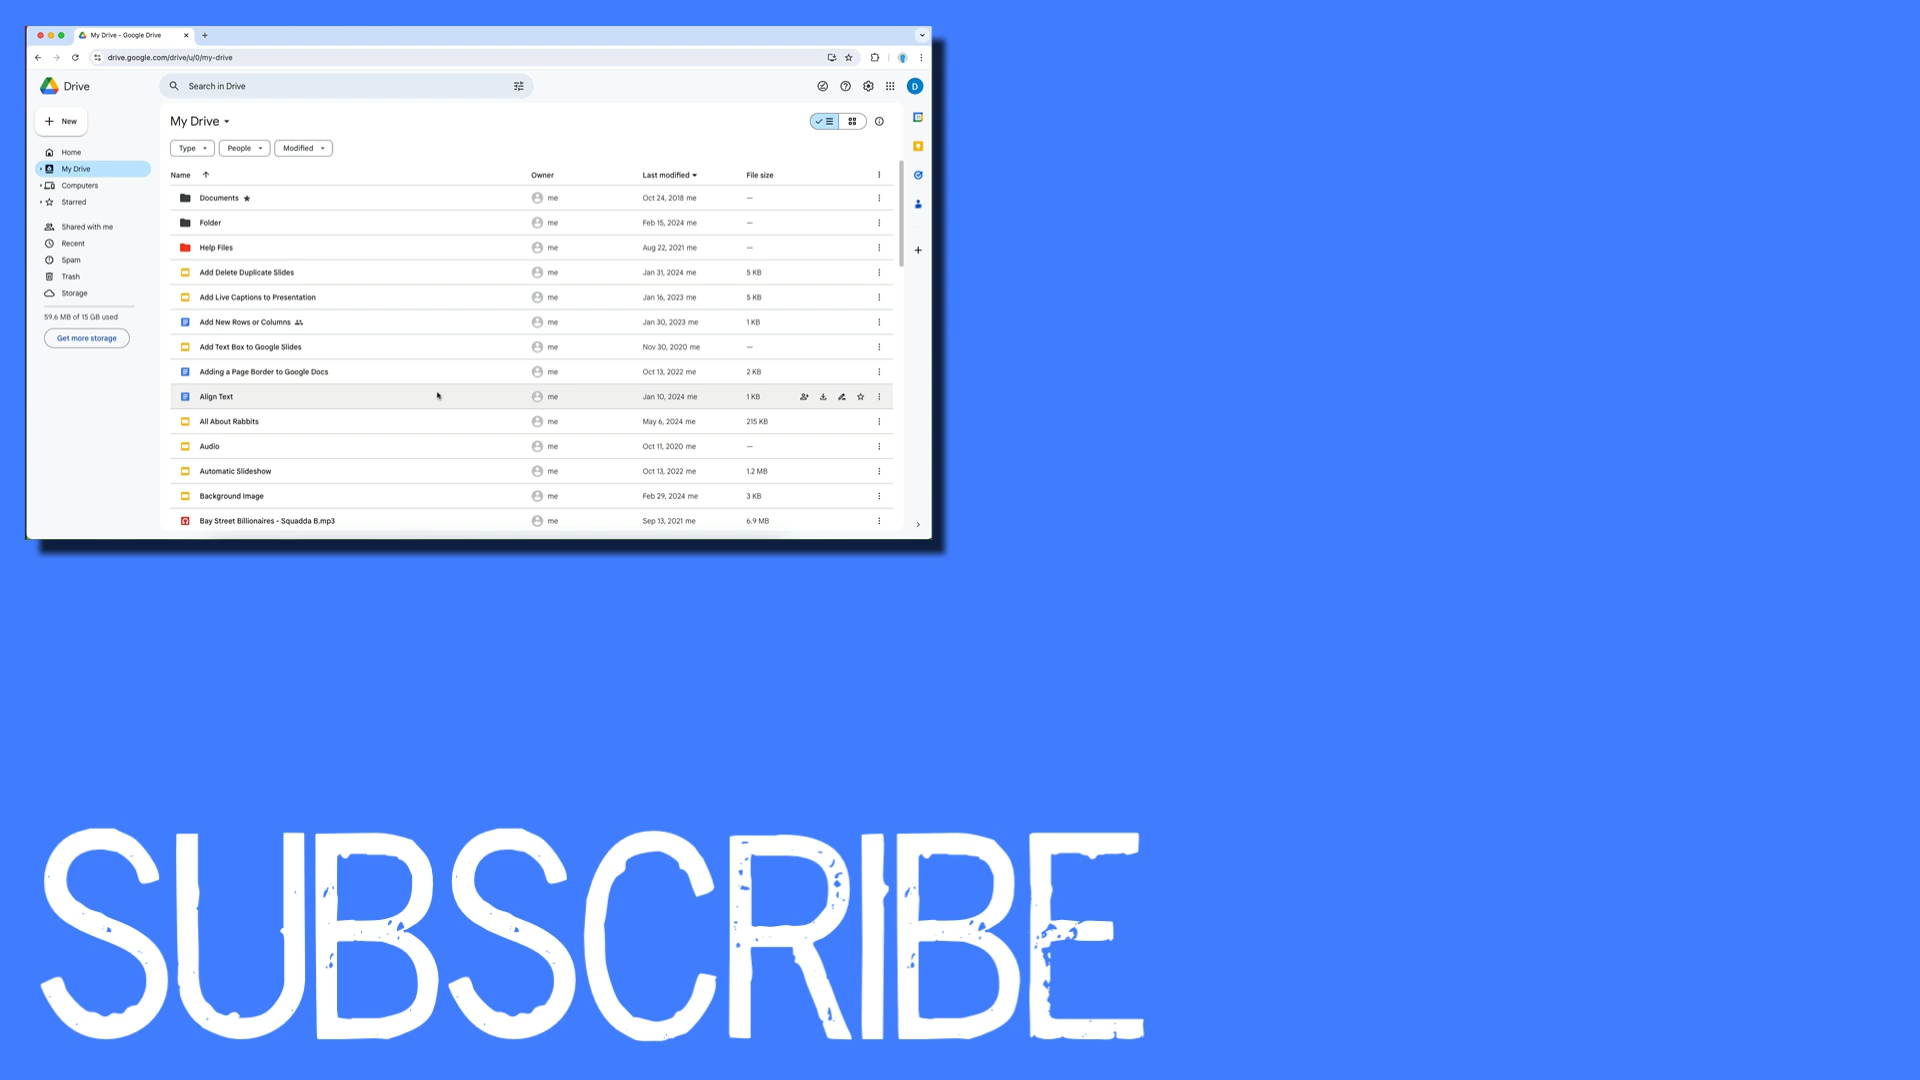 My Drive - Google Drive
drive.google.com/drive/u/0/my-drive
Drive
Search in Drive
D
New
My Drive
Type People Modified
Home
My Drive
Computers
Starred
Shared with me
Recent
Spam
Trash
Storage
59.6 MB of 15 GB used
Get more storage
Name Owner Last modified File size
Documents me Oct 24, 2018 me —
Folder me Feb 15, 2024 me —
Help Files me Aug 22, 2021 me —
Add Delete Duplicate Slides me Jan 31, 2024 me 5 KB
Add Live Captions to Presentation me Jan 16, 2023 me 5 KB
Add New Rows or Columns me Jan 30, 2023 me 1 KB
Add Text Box to Google Slides me Nov 30, 2020 me —
Adding a Page Border to Google Docs me Oct 13, 2022 me 2 KB
Align Text me Jan 10, 2024 me 1 KB
All About Rabbits me May 6, 2024 me 215 KB
Audio me Oct 11, 2020 me —
Automatic Slideshow me Oct 13, 2022 me 1.2 MB
Background Image me Feb 29, 2024 me 3 KB
Bay Street Billionaires - Squadda B.mp3 me Sep 13, 2021 me 6.9 MB
SUBSCRIBE